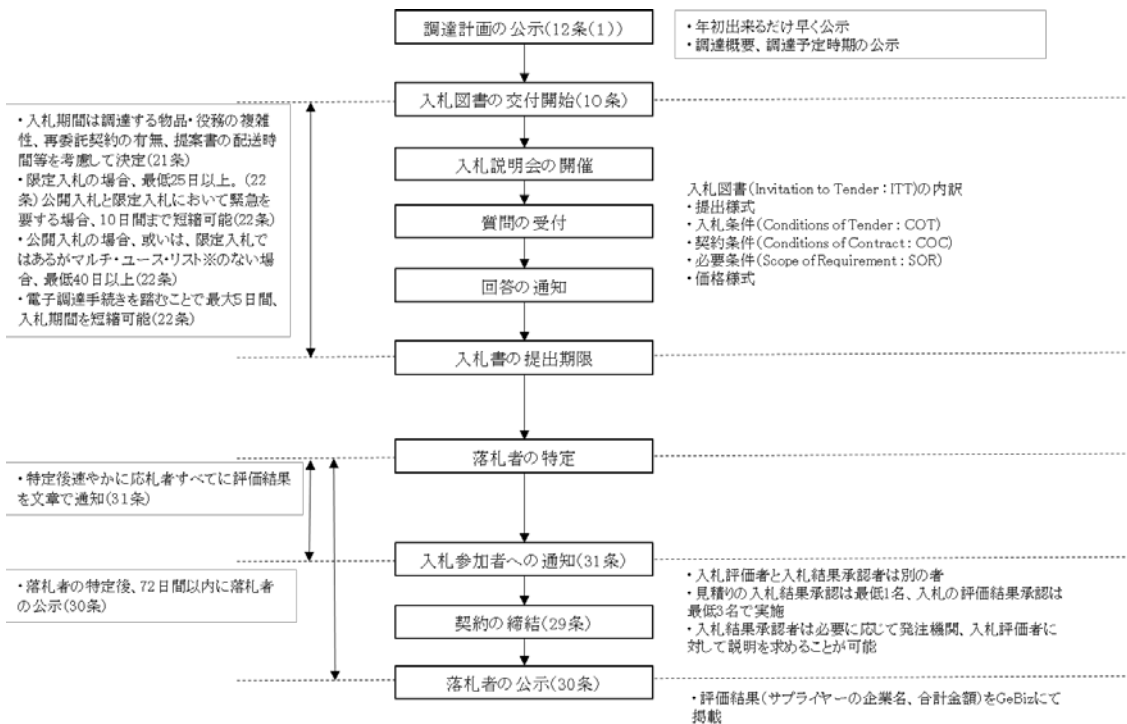 調達計画の公示(12条(1))
・年初出来るだけ早く公示
・調達概要、調達予定時期の公示
入札図書の交付開始(10条)
・入札期間は調達する物品・役務の複雑
性、再委託契約の有無、提案書の配送時
間等を考慮して決定(21条)
・限定入札の場合、最低25日以上。(22
条)公開入札と限定入札において緊急を
要する場合、10日間まで短縮可能(22条)
・公開入札の場合、或いは、限定入札で
はあるがマルチ・ユース・リスト※のない場
合、最低40日以上(22条)
・電子調達手続きを踏むことで最大5日間、
入札期間を短縮可能(22条)
入札説明会の開催
質問の受付
回答の通知
入札図書(Invitation to Tender : ITT)の内訳
・提出様式
・入札条件(Conditions of Tender : COT)
・契約条件(Conditions of Contract : COC)
・必要条件(Scope of Requirement : SOR)
・価格様式
入札書の提出期限
落札者の特定
・特定後速やかに応札者すべてに評価結果
を文章で通知(31条)
入札参加者への通知(31条)
・落札者の特定後、72日間以内に落札者
の公示(30条)
・入札評価者と入札結果承認者は別の者
・見積りの入札結果承認は最低1名、入札の評価結果承認は
最低3名で実施
・入札結果承認者は必要に応じて発注機関、入札評価者に
対して説明を求めることが可能
契約の締結(29条)
落札者の公示(30条)
・評価結果(サプライヤーの企業名、合計金額)をGeBizにて
掲載